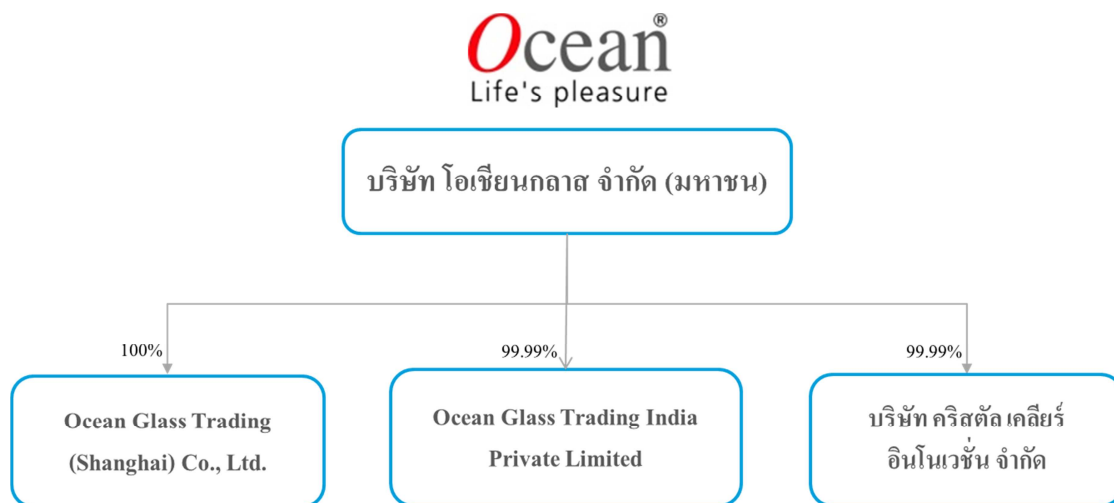 Ocean®
Life's pleasure
บริษัท โอเชียนกลาส จำกัด (มหาชน)
100%
99.99%
99.99%
Ocean Glass Trading
(Shanghai) Co., Ltd.
Ocean Glass Trading India
Private Limited
บริษัท คริสตัล เคลียร์
อินโนเวชั่น จำกัด